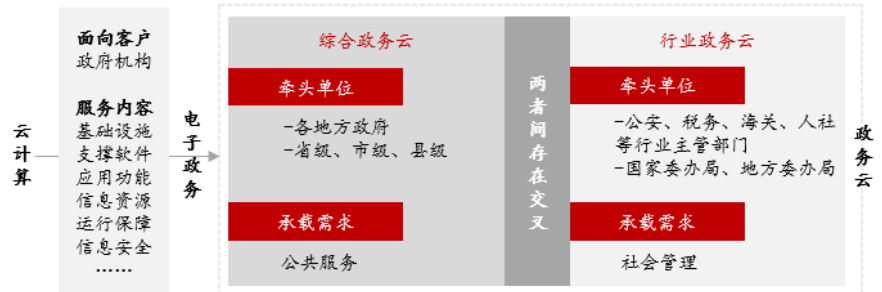 云计算
面向客户
政府机构
服务内容
基础设施
支撑软件
应用功能
信息资源
运行保障
信息安全
……
电子政务
综合政务云
牵头单位
-各地方政府
-省级、市级、县级
承载需求
公共服务
两者间存在交叉
行业政务云
牵头单位
-公安、税务、海关、人社
等行业主管部门
-国家委办局、地方委办局
承载需求
社会管理
政务云